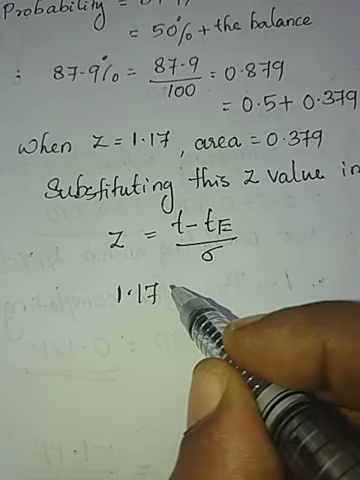 Probability =
= 50% + the balance
∴ 87.9% = 87.9/100 = 0.879
= 0.5 + 0.379
When Z = 1.17, area = 0.379
Substituting this Z value in
Z = t - tE/σ
1.17